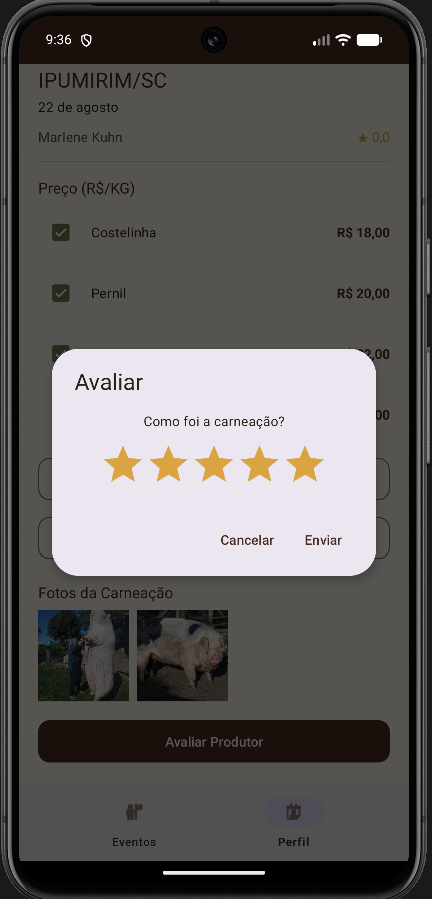 9:36
IPUMIRIM/SC
22 de agosto
Marlene Kuhn ★ 0,0
Preço (R$/KG)
Costelinha R$ 18,00
Pernil R$ 20,00
Avaliar
Como foi a carneação?
Cancelar Enviar
Fotos da Carneação
Avaliar Produtor
Eventos Perfil